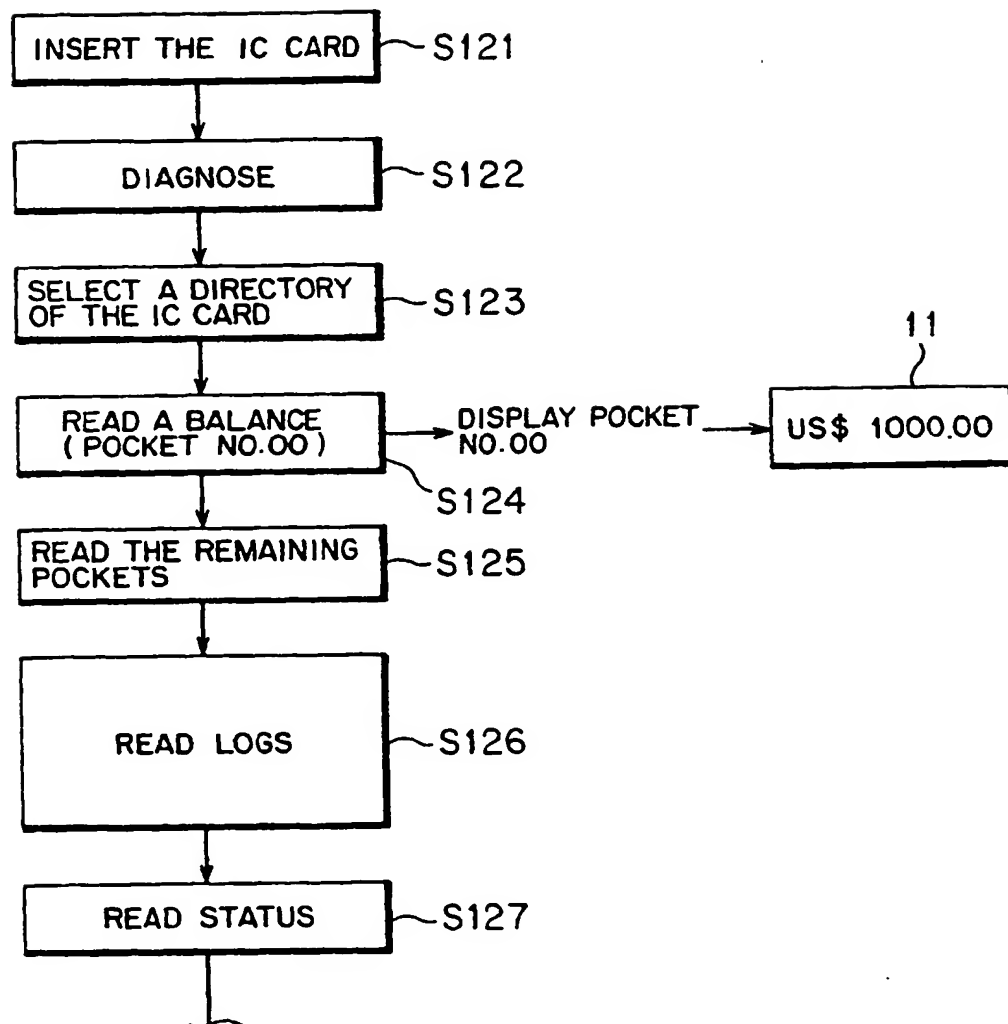 INSERT THE IC CARD
S121
DIAGNOSE
S122
SELECT A DIRECTORY
OF THE IC CARD
S123
11
READ A BALANCE
(POCKET NO.00)
DISPLAY POCKET
NO.00
US$ 1000.00
S124
READ THE REMAINING
POCKETS
S125
READ LOGS
S126
READ STATUS
S127